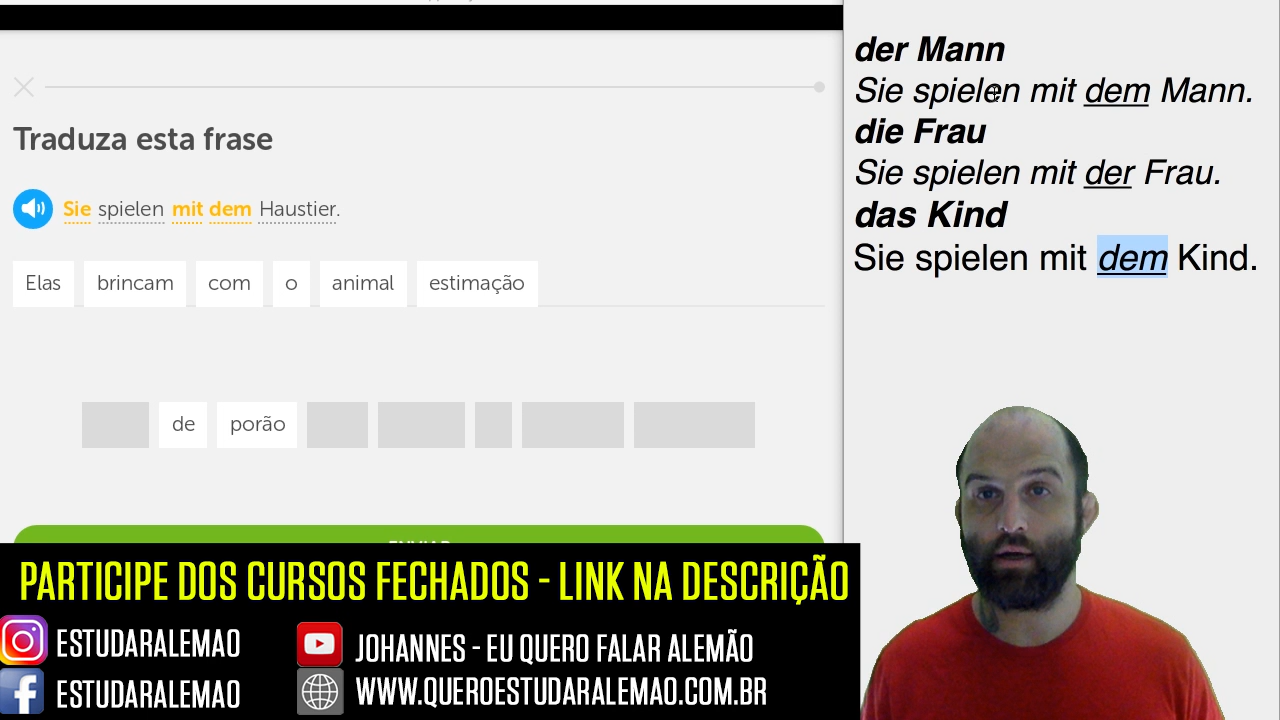 Traduza esta frase
Sie spielen mit dem Haustier.
Elas brincam com o animal estimação
de porão
der Mann
Sie spielen mit dem Mann.
die Frau
Sie spielen mit der Frau.
das Kind
Sie spielen mit dem Kind.
PARTICIPE DOS CURSOS FECHADOS - LINK NA DESCRIÇÃO
ESTUDARALEMAO
JOHANNES - EU QUERO FALAR ALEMÃO
ESTUDARALEMAO
WWW.QUEROESTUDARALEMAO.COM.BR